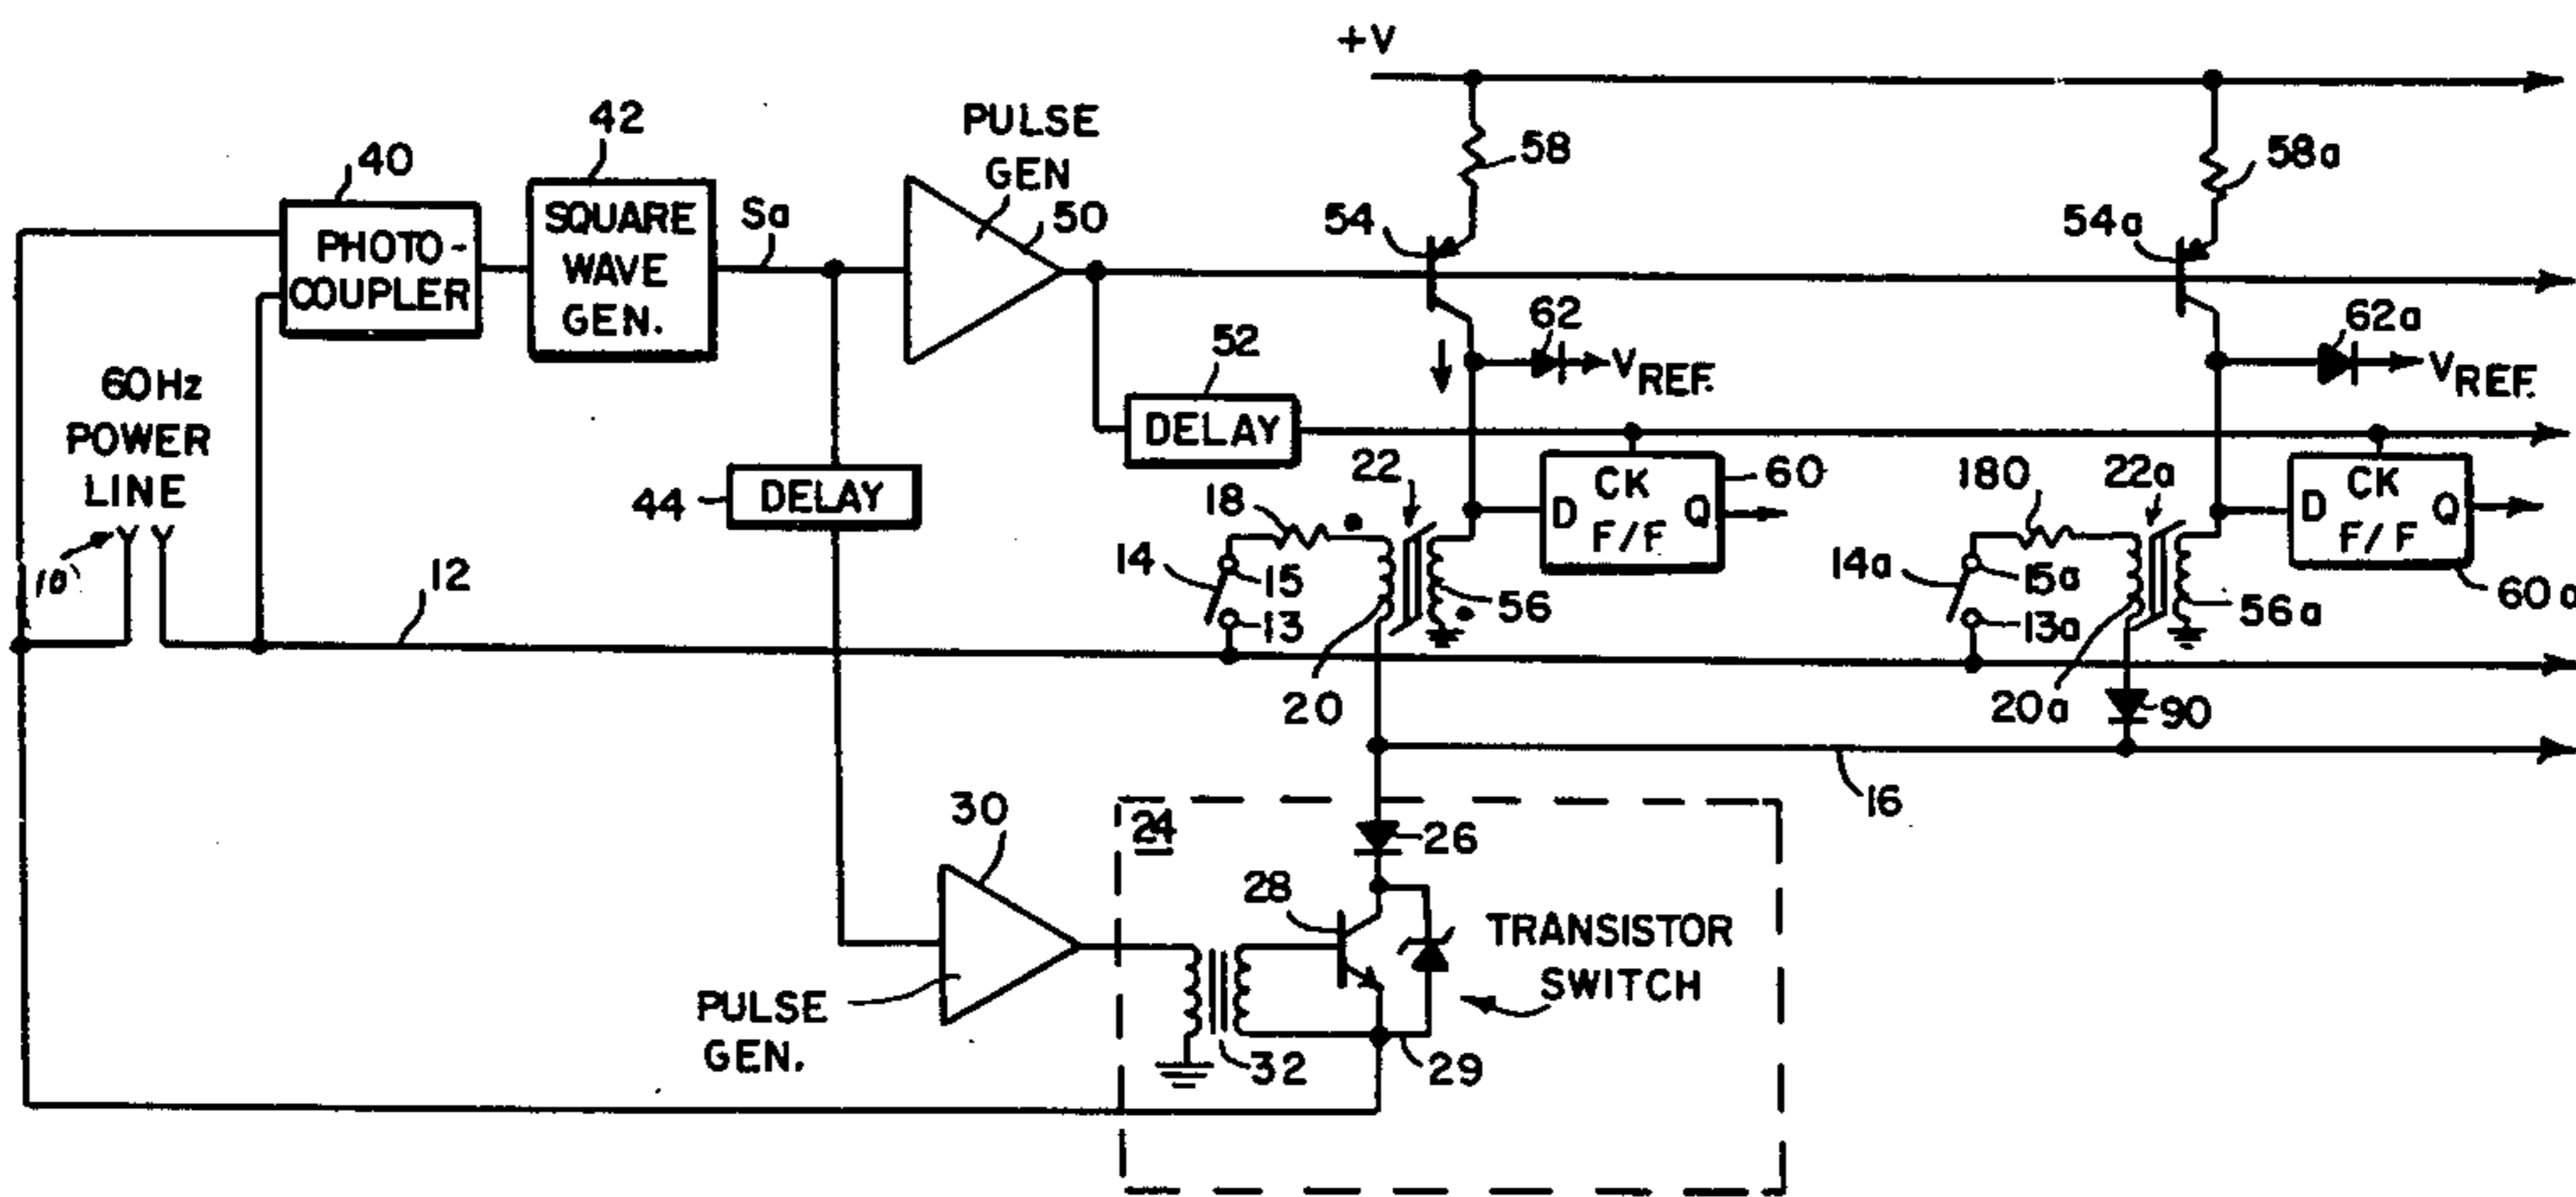 +V
42
PULSE
GEN
40
58
58a
50
54
54a
Sa
PHOTO-
COUPLER
SQUARE
WAVE
GEN.
62
62a
52
VREF.
VREF.
60Hz
POWER
LINE
DELAY
22
CK
60
180
22a
CK
44
DELAY
18
D
Q
D
Q
F/F
F/F
10
12
14
15
56
14a
15a
60a
13
13a
56a
20
20a
90
16
30
24
26
28
TRANSISTOR
SWITCH
PULSE
GEN.
32
29